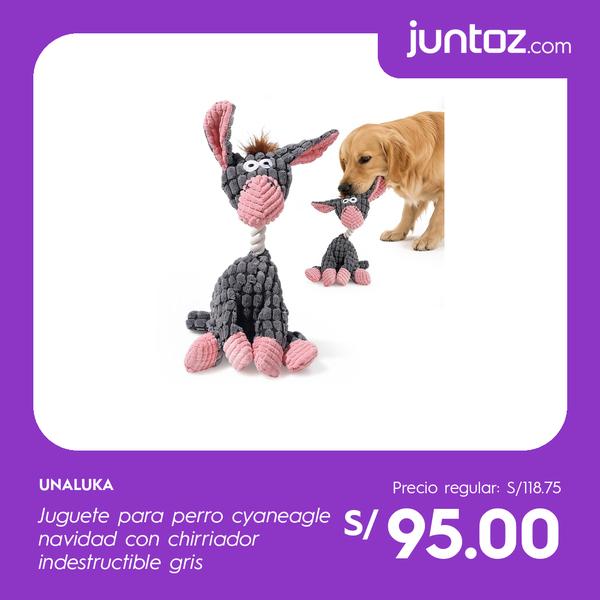 juntoz.com
UNALUKA
Juguete para perro cyaneagle
navidad con chirriador
indestructible gris
Precio regular: S/118.75
S/ 95.00